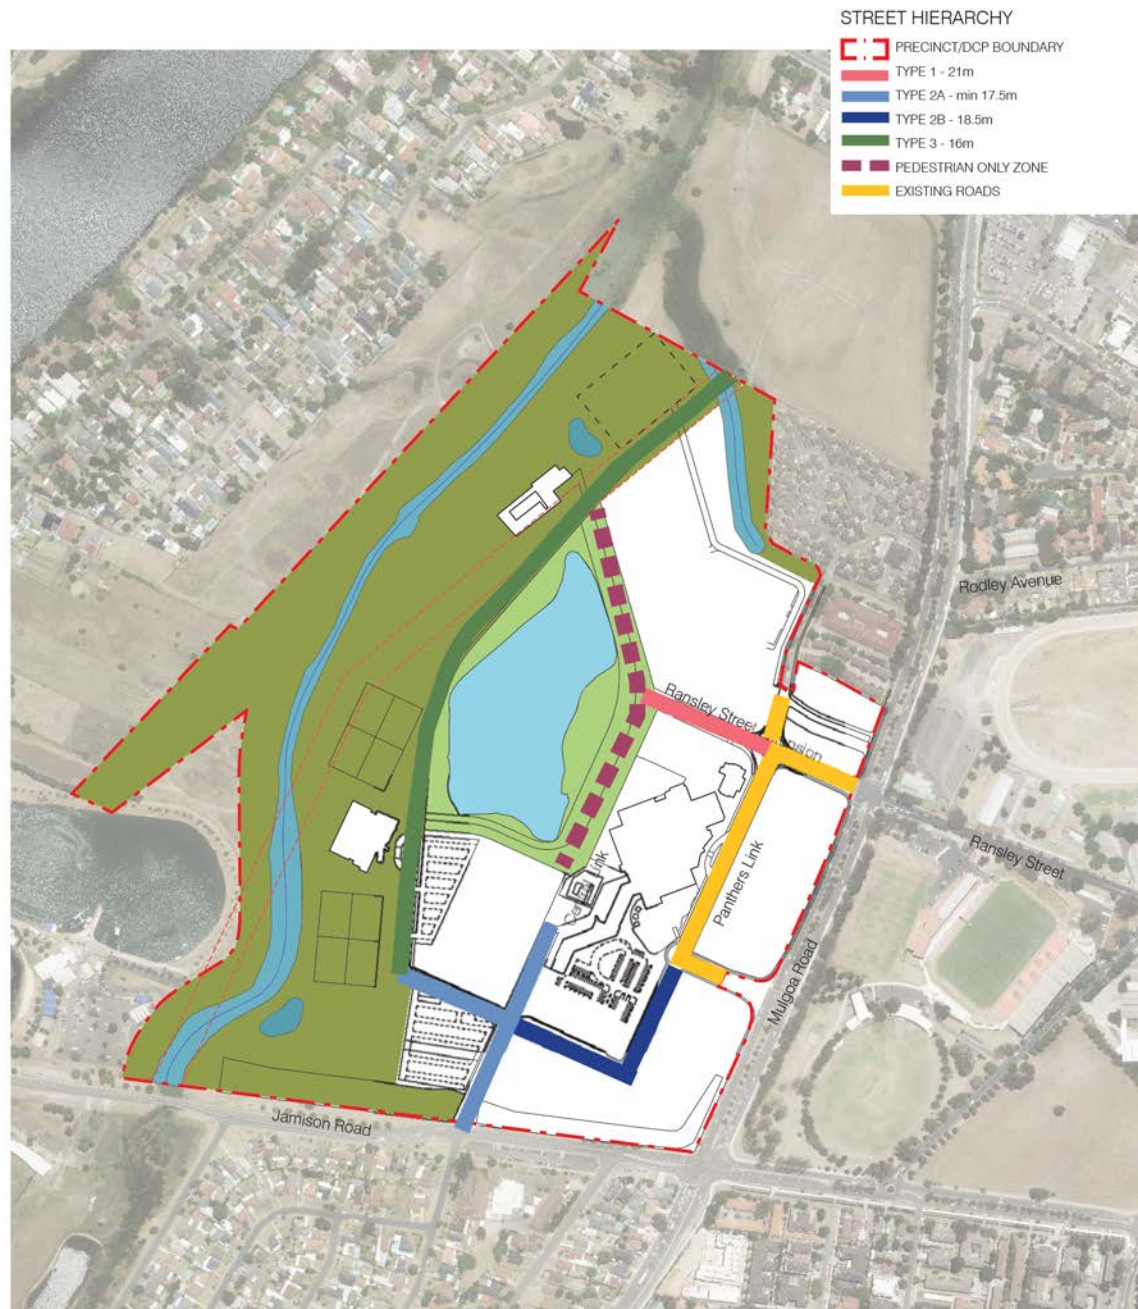 STREET HIERARCHY
PRECINCT/DCP BOUNDARY
TYPE 1 - 21m
TYPE 2A - min 17.5m
TYPE 2B - 18.5m
TYPE 3 - 16m
PEDESTRIAN ONLY ZONE
EXISTING ROADS
Rodley Avenue
Ransley Street
Ransley Street
Panthers Link
Link
Mulgoa Road
Jamison Road